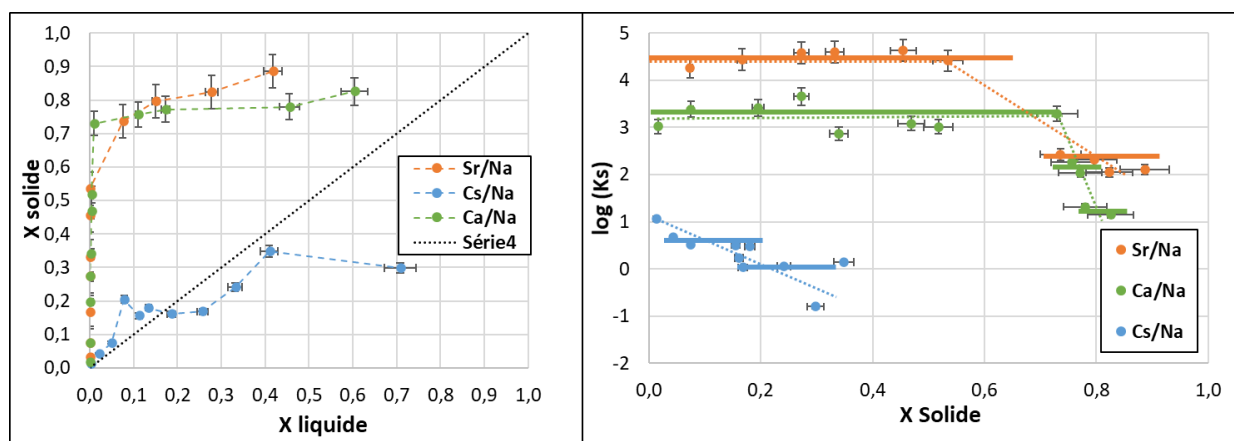 X solide
1,0
0,9
0,8
0,7
0,6
0,5
0,4
0,3
0,2
0,1
0,0
0,0 0,1 0,2 0,3 0,4 0,5 0,6 0,7 0,8 0,9 1,0
X liquide
Sr/Na
Cs/Na
Ca/Na
Série4
log (Ks)
5
4
3
2
1
0
-1
-2
0,0 0,2 0,4 0,6 0,8 1,0
X Solide
Sr/Na
Ca/Na
Cs/Na